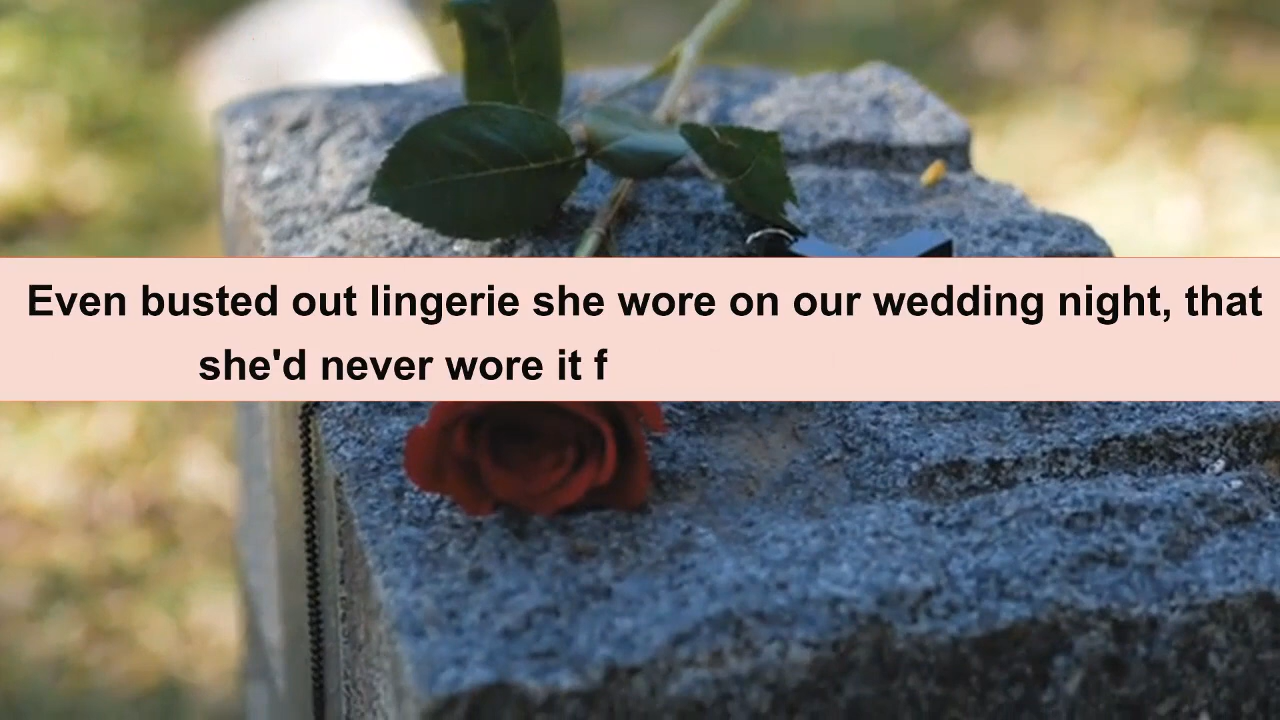 Even busted out lingerie she wore on our wedding night, that
she'd never wore it f